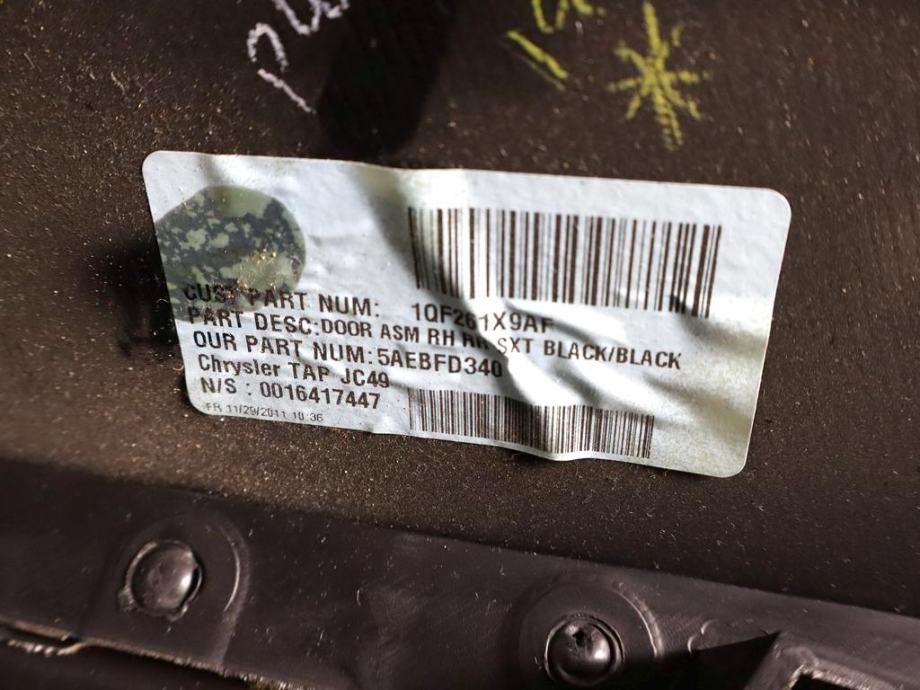 CUST PART NUM: 1QF261X9AF
PART DESC:DOOR ASM RH RR SXT BLACK/BLACK
OUR PART NUM:5AEBFD340
Chrysler TAP JC49
N/S : 0016417447
FR 11/29/2011 10:36